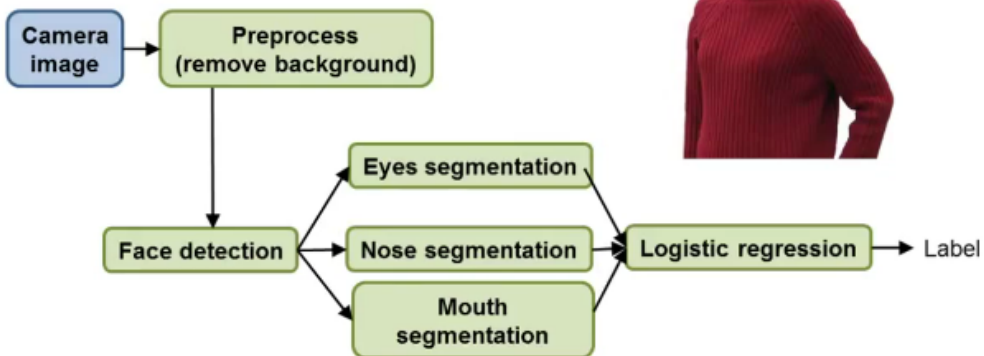 Camera
image
Preprocess
(remove background)
Eyes segmentation
Face detection
Nose segmentation
Logistic regression
Label
Mouth
segmentation